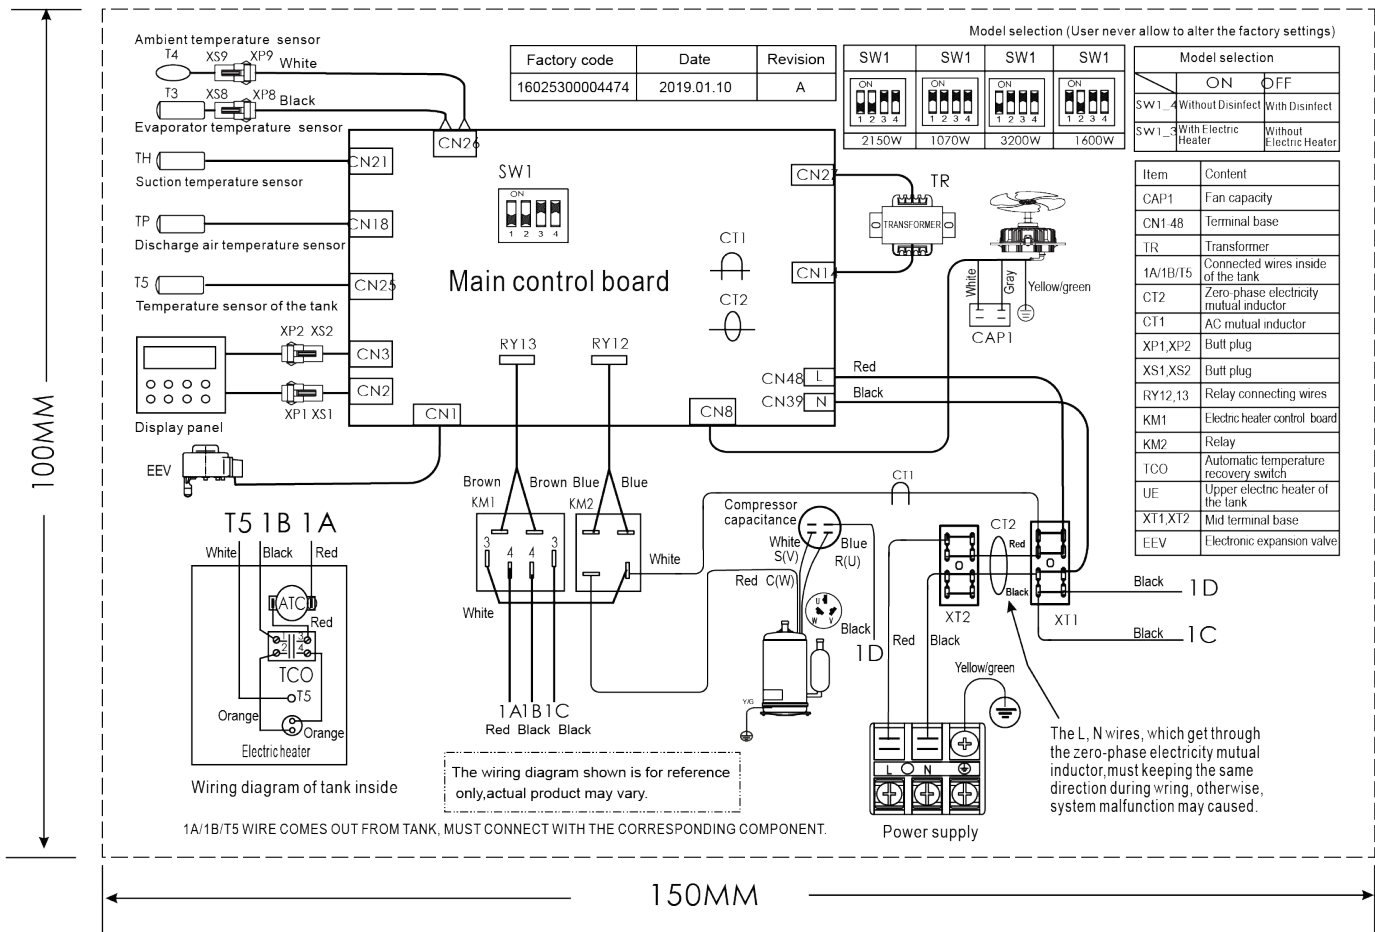 Model selection (User never allow to alter the factory settings)
Ambient temperature sensor
T4
XS9
XP9
White
T3
XS8
XP8
Black
Evaporator temperature sensor
TH
Suction temperature sensor
TP
Discharge air temperature sensor
T5
Temperature sensor of the tank
XP2 XS2
XP1 XS1
Display panel
EEV
Factory code Date Revision
16025300004474 2019.01.10 A
SW1 SW1 SW1 SW1
ON ON ON ON
1 2 3 4 1 2 3 4 1 2 3 4 1 2 3 4
2150W 1070W 3200W 1600W
Model selection
ON OFF
SW1_4 Without Disinfect With Disinfect
SW1_3 With Electric Heater Without Electric Heater
Item Content
CAP1 Fan capacity
CN1-48 Terminal base
TR Transformer
1A/1B/T5 Connected wires inside
of the tank
CT2 Zero-phase electricity
mutual inductor
CT1 AC mutual inductor
XP1,XP2 Butt plug
XS1,XS2 Butt plug
RY12,13 Relay connecting wires
KM1 Electric heater control board
KM2 Relay
TCO Automatic temperature
recovery switch
UE Upper electric heater of
the tank
XT1,XT2 Mid terminal base
EEV Electronic expansion valve
CN26
CN21
CN18
CN25
CN3
CN2
CN1
SW1
ON
1 2 3 4
Main control board
CT1
CT2
RY13
RY12
CN27
CN14
CN48 L
CN39 N
CN8
TR
TRANSFORMER
White
Gray
Yellow/green
CAP1
Red
Black
Brown Brown Blue Blue
KM1
KM2
3 4 4 3
White
White
1A1B1C
Red Black Black
CT1
Compressor
capacitance
White
S(V)
Blue
R(U)
Red C(W)
U
W V
Black
1D
Y/G
XT2
CT2
Red
Black
XT1
Black 1D
Black 1C
Red
Black
Yellow/green
L N
Power supply
The L, N wires, which get through
the zero-phase electricity mutual
inductor,must keeping the same
direction during wring, otherwise,
system malfunction may caused.
T5 1B 1A
White
Black
Red
ATC
Red
1 3
2 4
TCO
T5
Orange
Orange
Electric heater
Wiring diagram of tank inside
The wiring diagram shown is for reference
only,actual product may vary.
1A/1B/T5 WIRE COMES OUT FROM TANK, MUST CONNECT WITH THE CORRESPONDING COMPONENT.
100MM
150MM